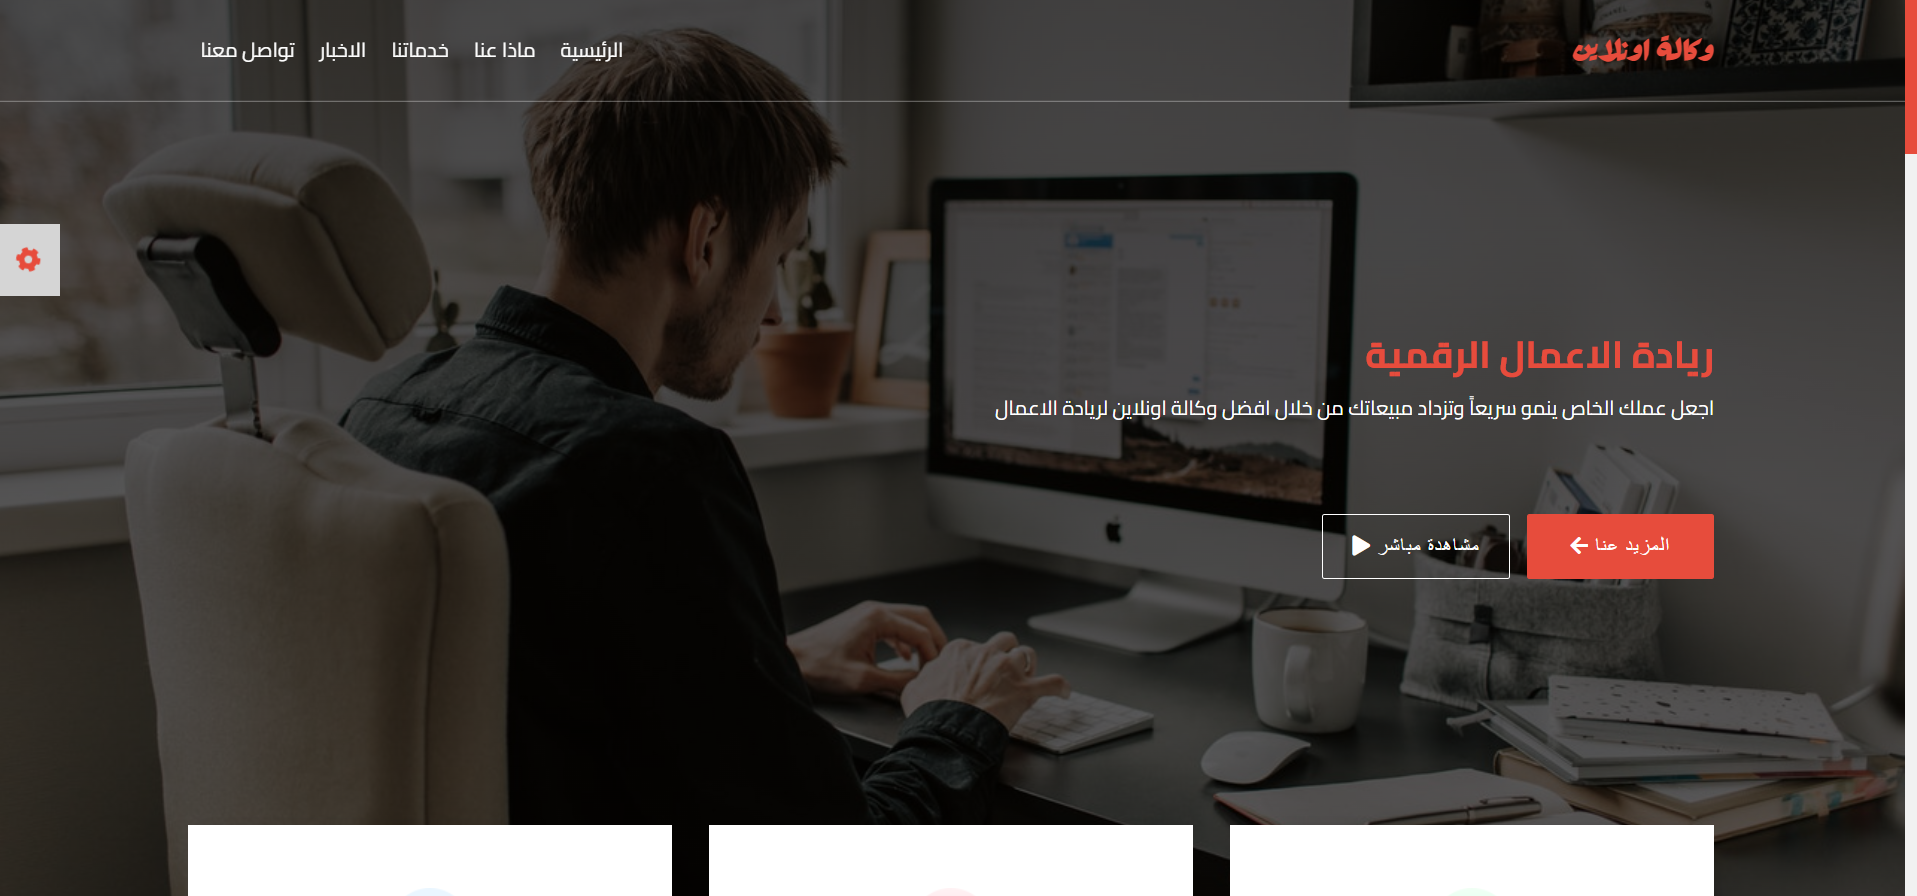 وكالة اونلاين
الرئيسية ماذا عنا خدماتنا الاخبار تواصل معنا
ريادة الاعمال الرقمية
اجعل عملك الخاص ينمو سريعاً وتزداد مبيعاتك من خلال افضل وكالة اونلاين لريادة الاعمال
المزيد عنا
مشاهدة مباشر